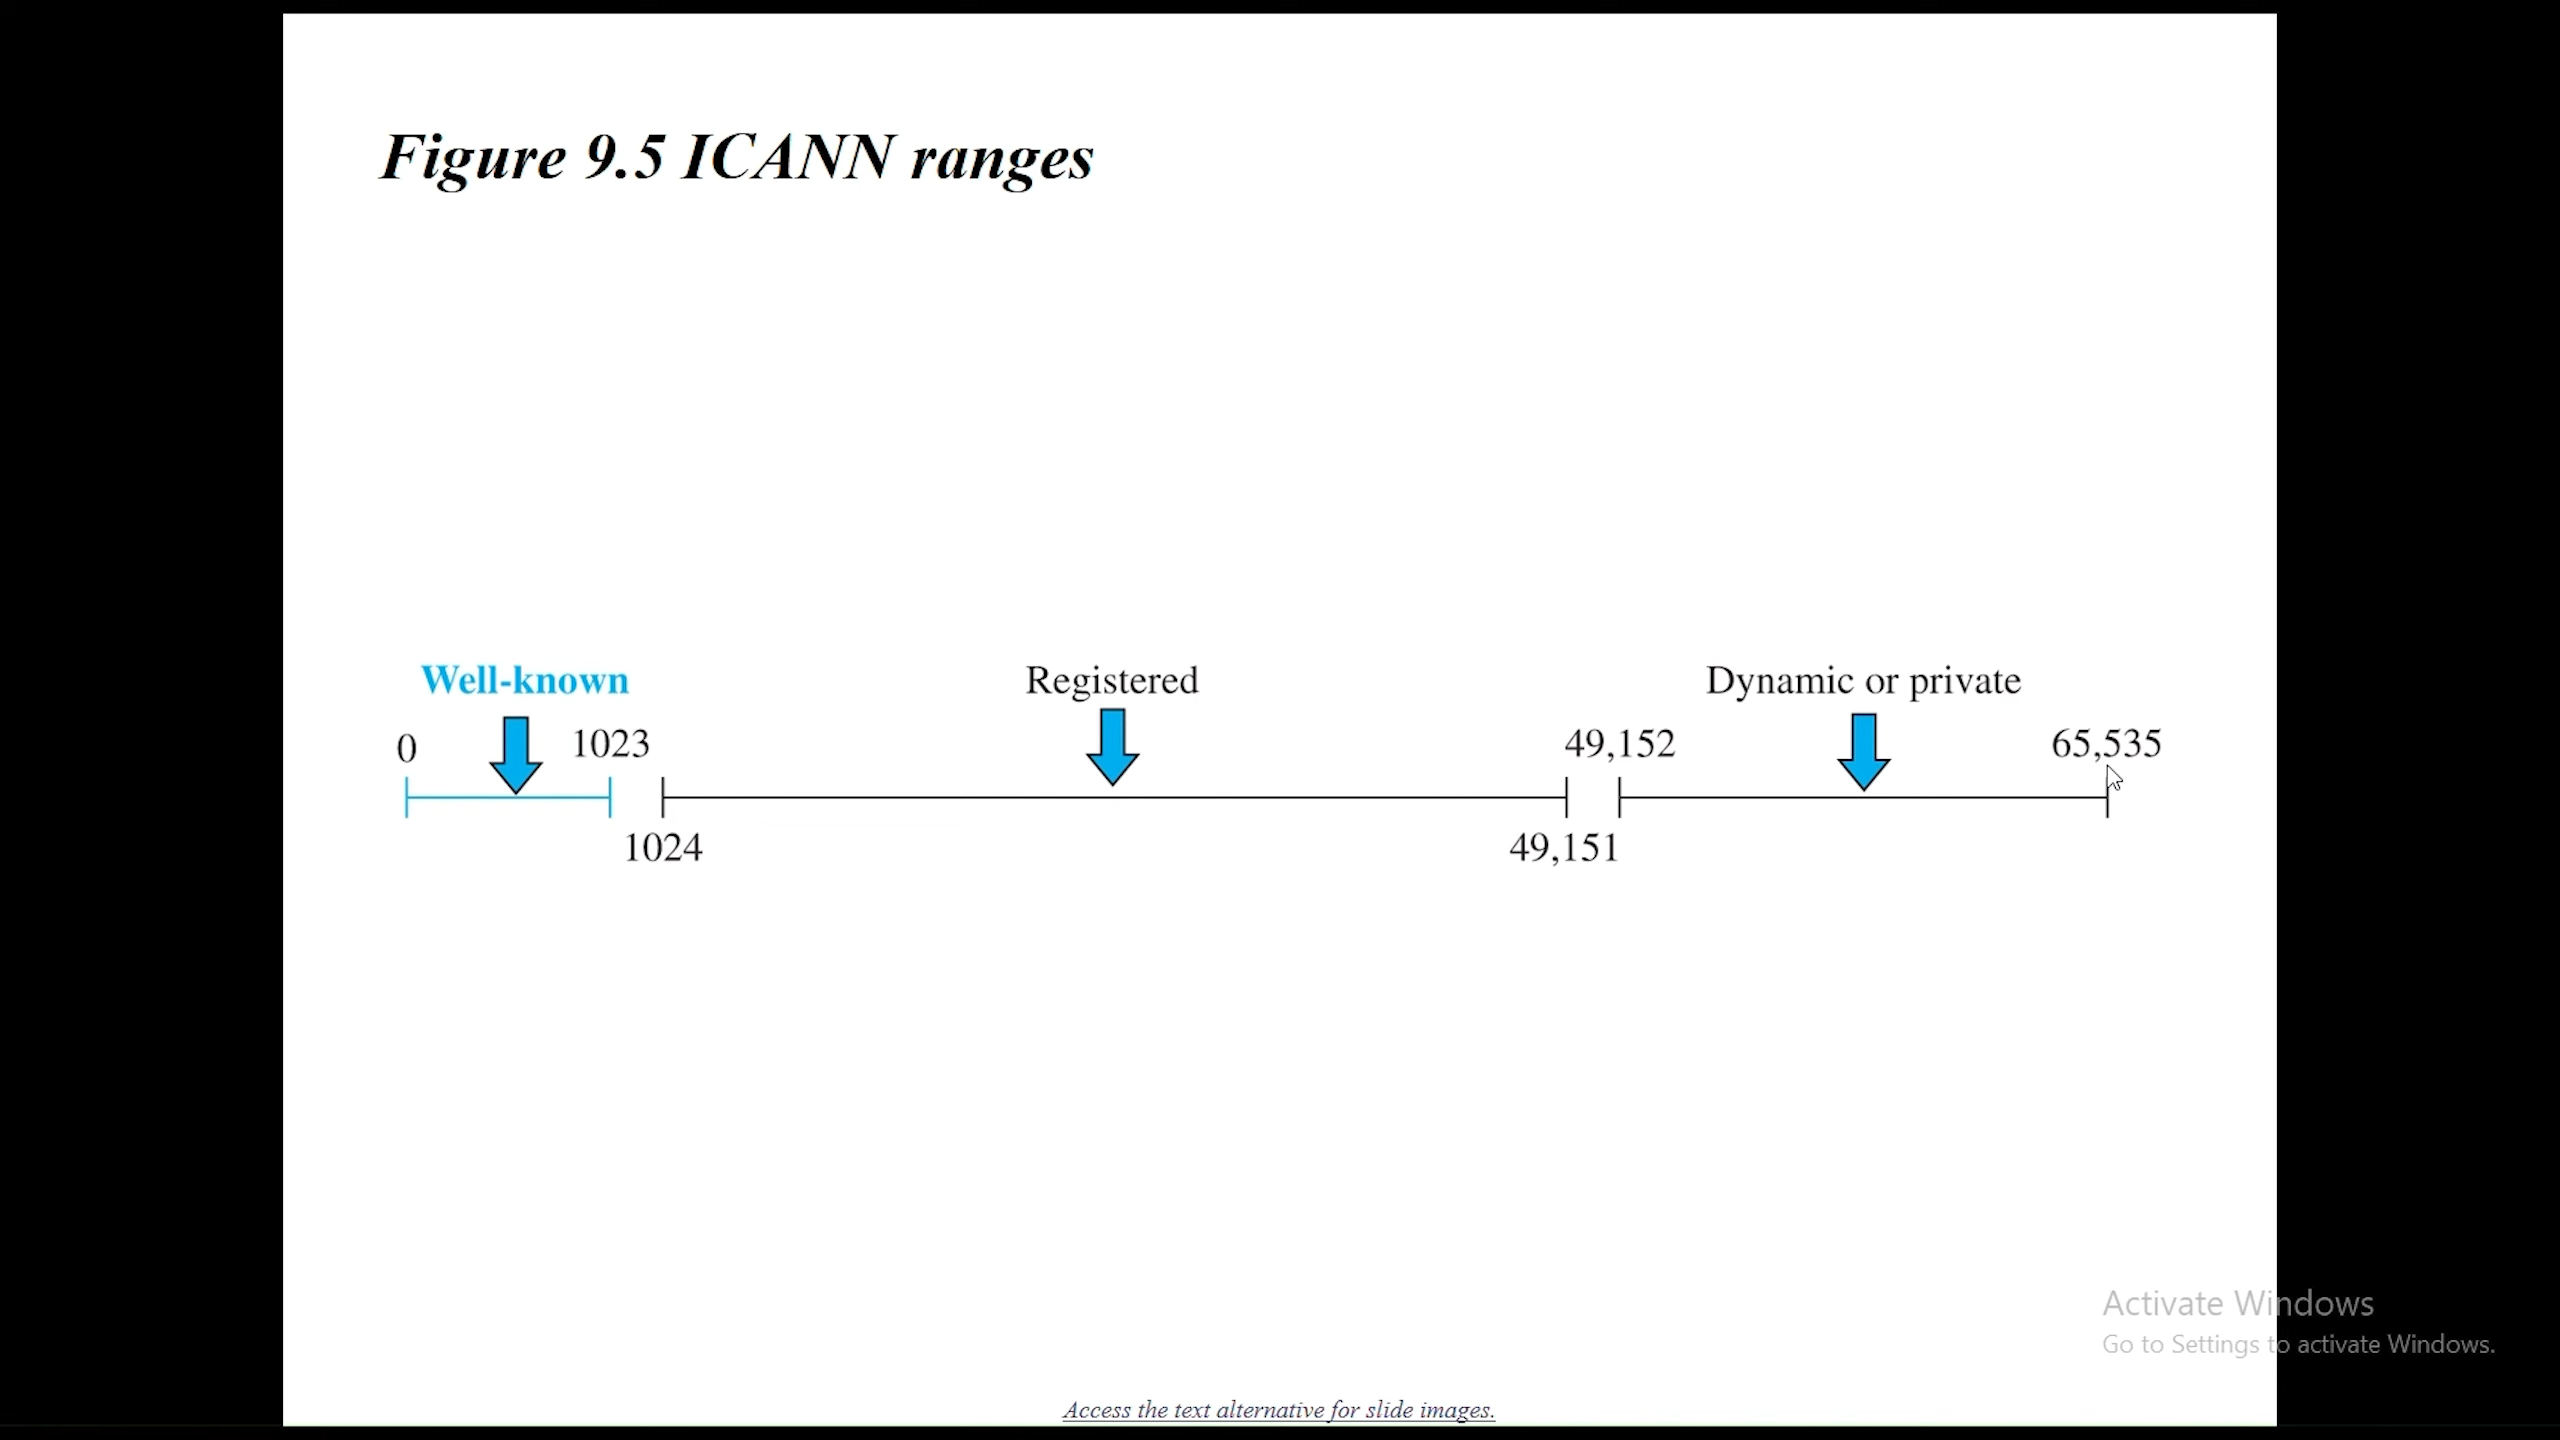 Figure 9.5 ICANN ranges
Well-known
Registered
Dynamic or private
0
1023
49,152
65,535
1024
49,151
Activate Windows
Go to Settings to activate Windows.
Access the text alternative for slide images.